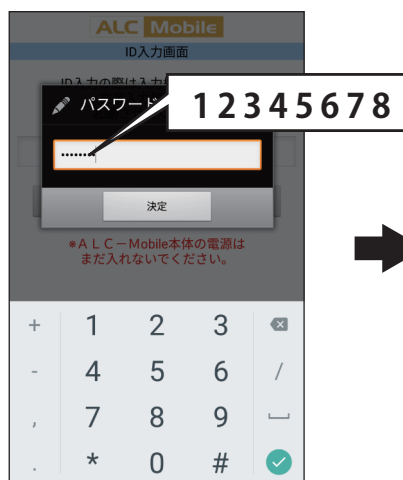 ALC Mobile
ID入力画面
パスワード
12345678
••••••••
決定
※ＡＬＣ－Mobile本体の電源は
まだ入れないでください。
+ 1 2 3
- 4 5 6 /
, 7 8 9
. * 0 #